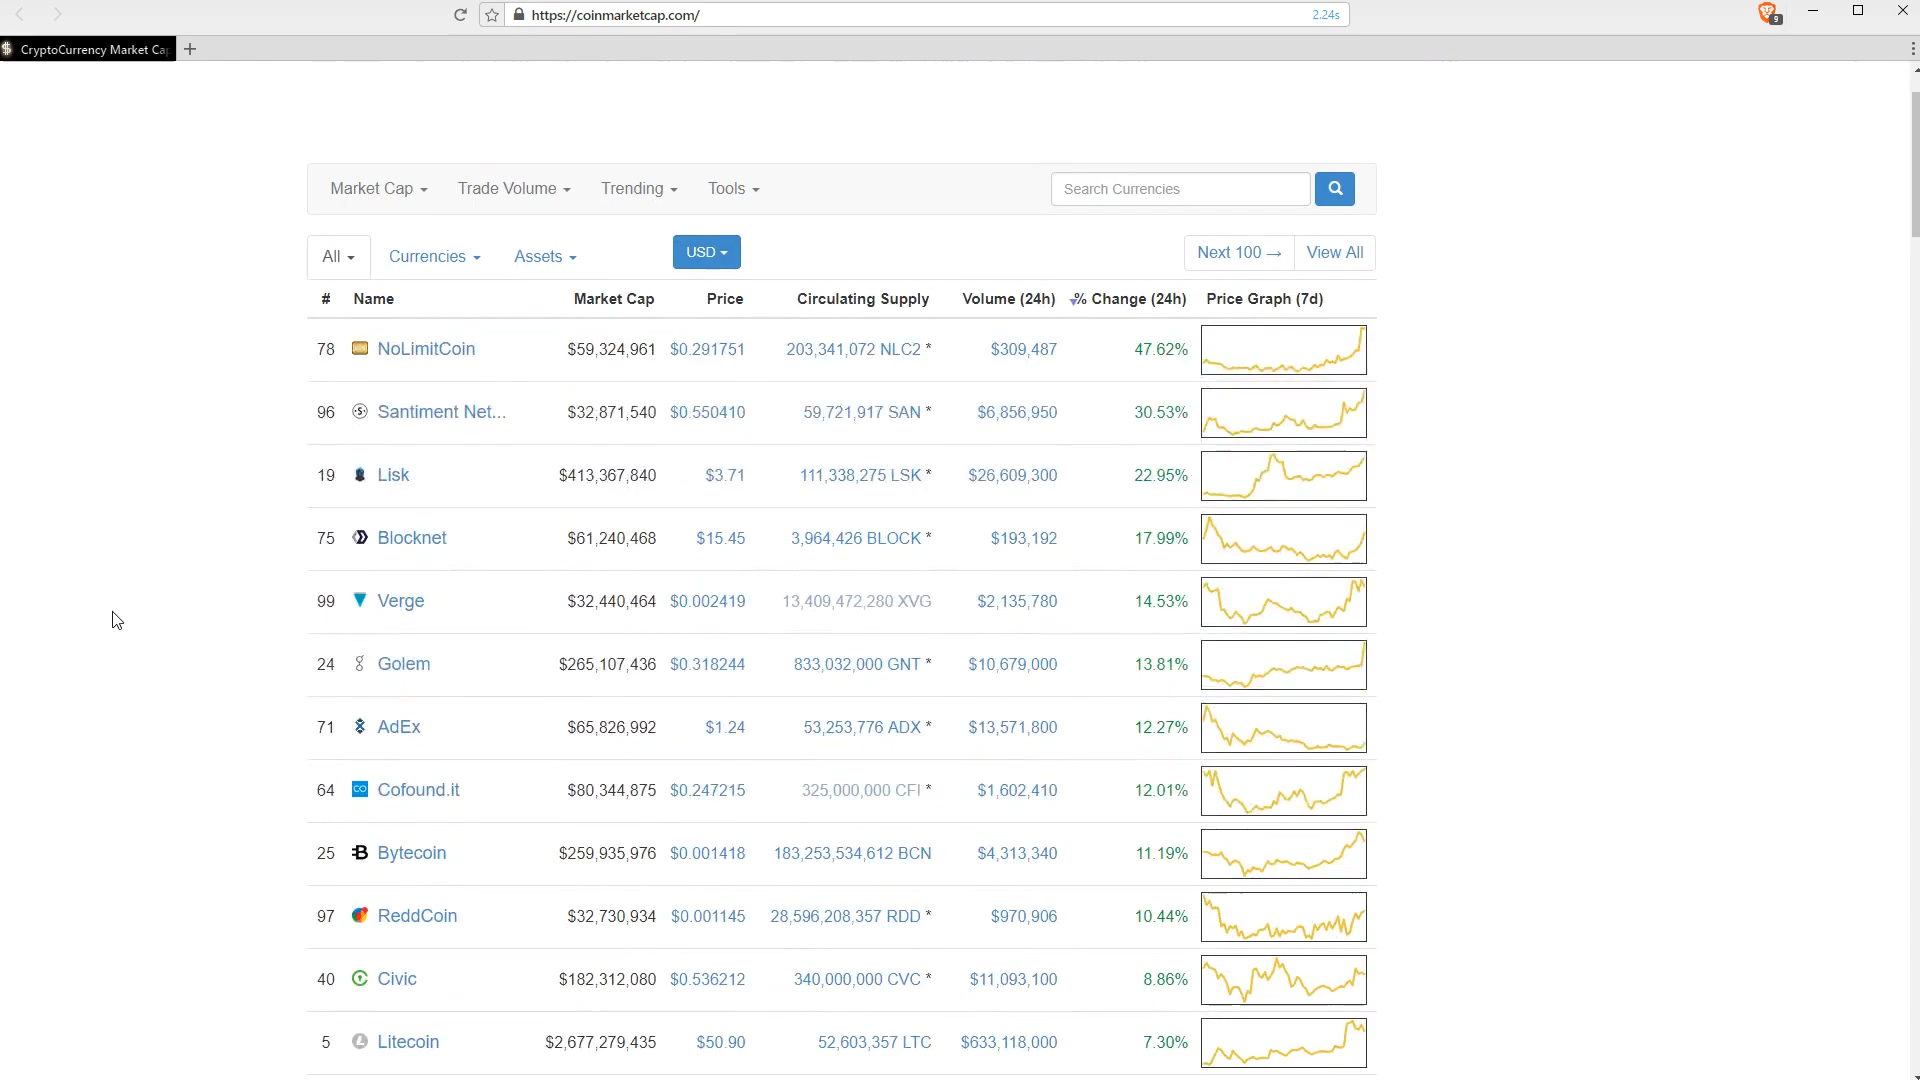 https://coinmarketcap.com/ 2.24s 9
CryptoCurrency Market Ca
Market Cap Trade Volume Trending Tools Search Currencies
All Currencies Assets USD Next 100 → View All
# Name Market Cap Price Circulating Supply Volume (24h) % Change (24h) Price Graph (7d)
78 NoLimitCoin $59,324,961 $0.291751 203,341,072 NLC2 * $309,487 47.62%
96 Santiment Net... $32,871,540 $0.550410 59,721,917 SAN * $6,856,950 30.53%
19 Lisk $413,367,840 $3.71 111,338,275 LSK * $26,609,300 22.95%
75 Blocknet $61,240,468 $15.45 3,964,426 BLOCK * $193,192 17.99%
99 Verge $32,440,464 $0.002419 13,409,472,280 XVG $2,135,780 14.53%
24 Golem $265,107,436 $0.318244 833,032,000 GNT * $10,679,000 13.81%
71 AdEx $65,826,992 $1.24 53,253,776 ADX * $13,571,800 12.27%
64 Cofound.it $80,344,875 $0.247215 325,000,000 CFI * $1,602,410 12.01%
25 Bytecoin $259,935,976 $0.001418 183,253,534,612 BCN $4,313,340 11.19%
97 ReddCoin $32,730,934 $0.001145 28,596,208,357 RDD * $970,906 10.44%
40 Civic $182,312,080 $0.536212 340,000,000 CVC * $11,093,100 8.86%
5 Litecoin $2,677,279,435 $50.90 52,603,357 LTC $633,118,000 7.30%